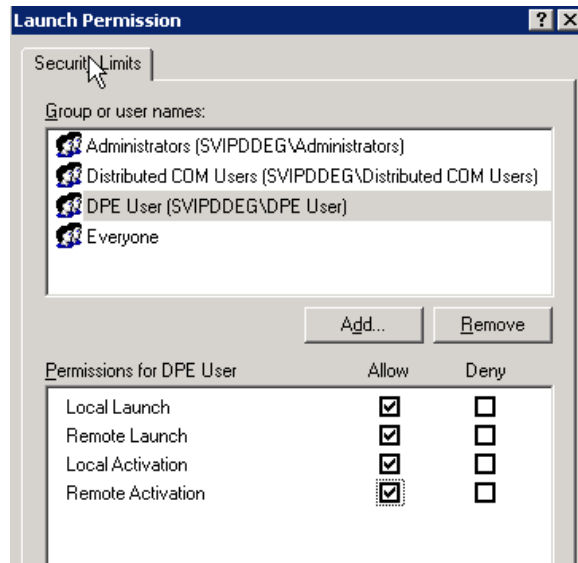 Launch Permission
Security Limits
Group or user names:
Administrators (SVIPDDEG\Administrators)
Distributed COM Users (SVIPDDEG\Distributed COM Users)
DPE User (SVIPDDEG\DPE User)
Everyone
Add... Remove
Permissions for DPE User Allow Deny
Local Launch
Remote Launch
Local Activation
Remote Activation